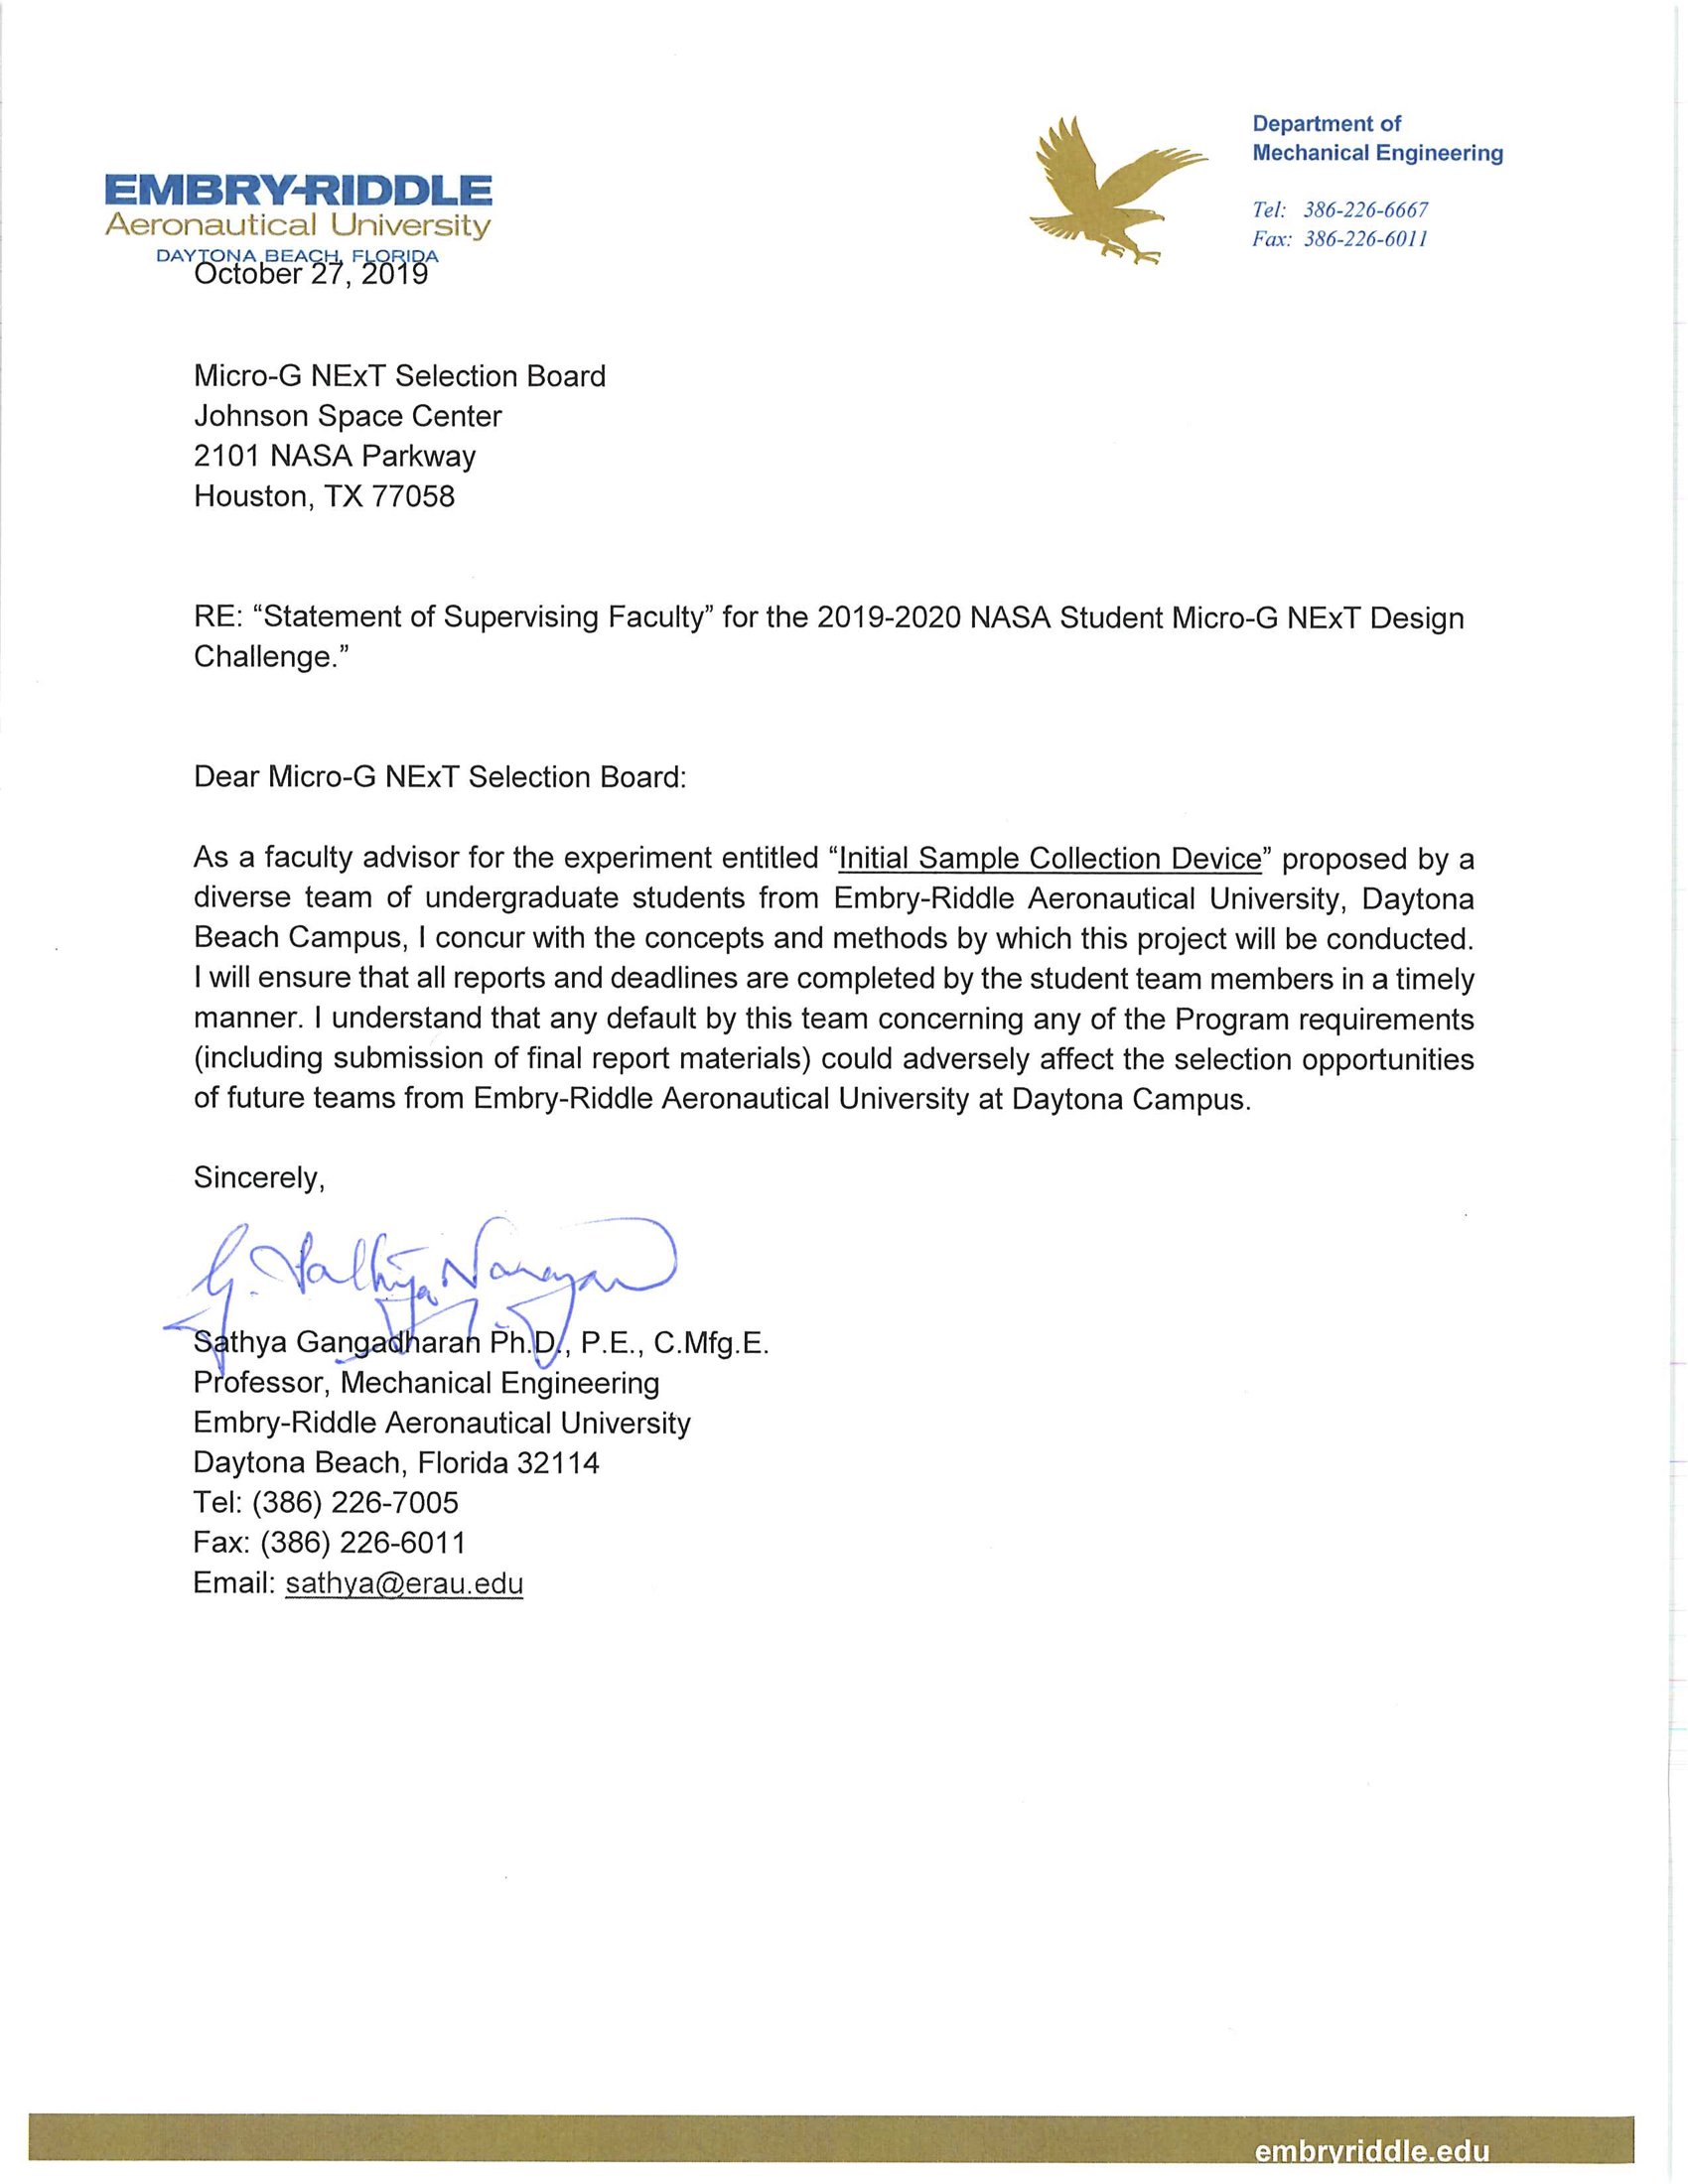 EMBRY-RIDDLE
Aeronautical University
DAYTONA BEACH, FLORIDA
Department of
Mechanical Engineering
Tel: 386-226-6667
Fax: 386-226-6011
October 27, 2019
Micro-G NExT Selection Board
Johnson Space Center
2101 NASA Parkway
Houston, TX 77058
RE: “Statement of Supervising Faculty” for the 2019-2020 NASA Student Micro-G NExT Design
Challenge.”
Dear Micro-G NExT Selection Board:
As a faculty advisor for the experiment entitled “Initial Sample Collection Device” proposed by a
diverse team of undergraduate students from Embry-Riddle Aeronautical University, Daytona
Beach Campus, I concur with the concepts and methods by which this project will be conducted.
I will ensure that all reports and deadlines are completed by the student team members in a timely
manner. I understand that any default by this team concerning any of the Program requirements
(including submission of final report materials) could adversely affect the selection opportunities
of future teams from Embry-Riddle Aeronautical University at Daytona Campus.
Sincerely,
G. Sathya Narayan
Sathya Gangadharan Ph.D., P.E., C.Mfg.E.
Professor, Mechanical Engineering
Embry-Riddle Aeronautical University
Daytona Beach, Florida 32114
Tel: (386) 226-7005
Fax: (386) 226-6011
Email: sathya@erau.edu
embryriddle.edu